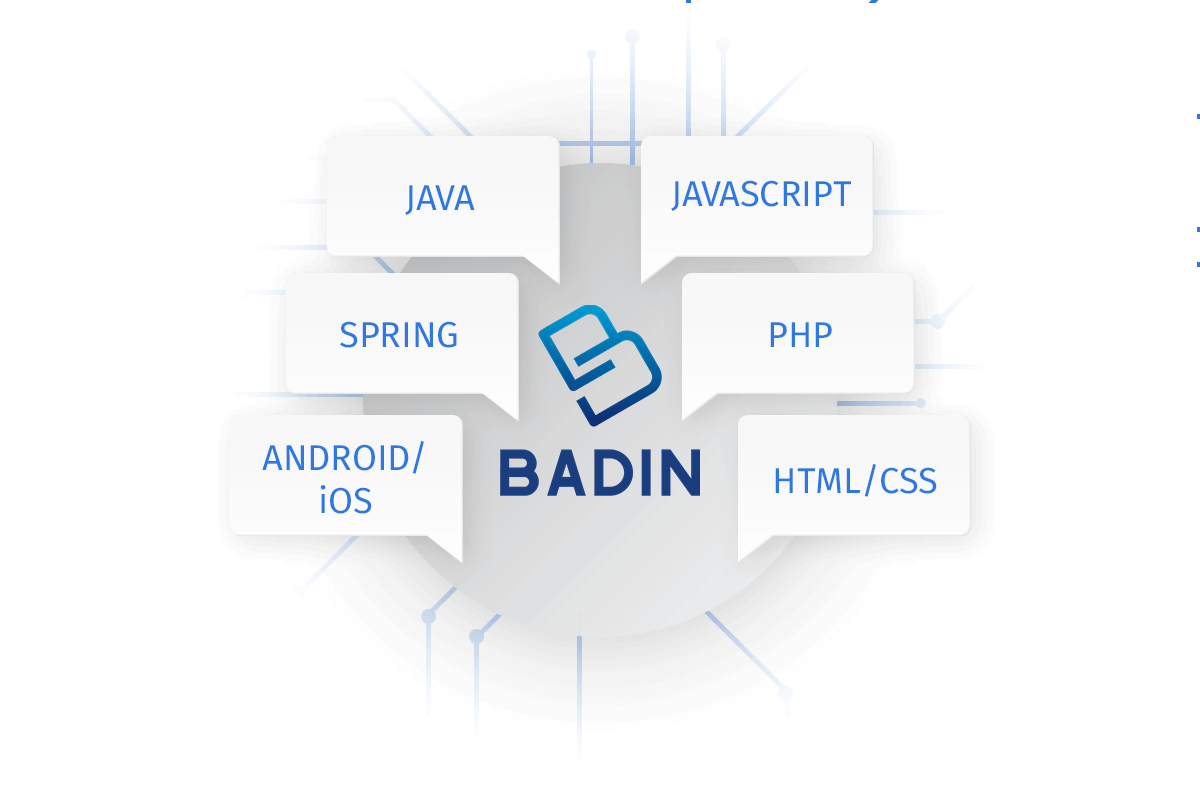 JAVA
JAVASCRIPT
SPRING
PHP
BADIN
ANDROID/
iOS
HTML/CSS